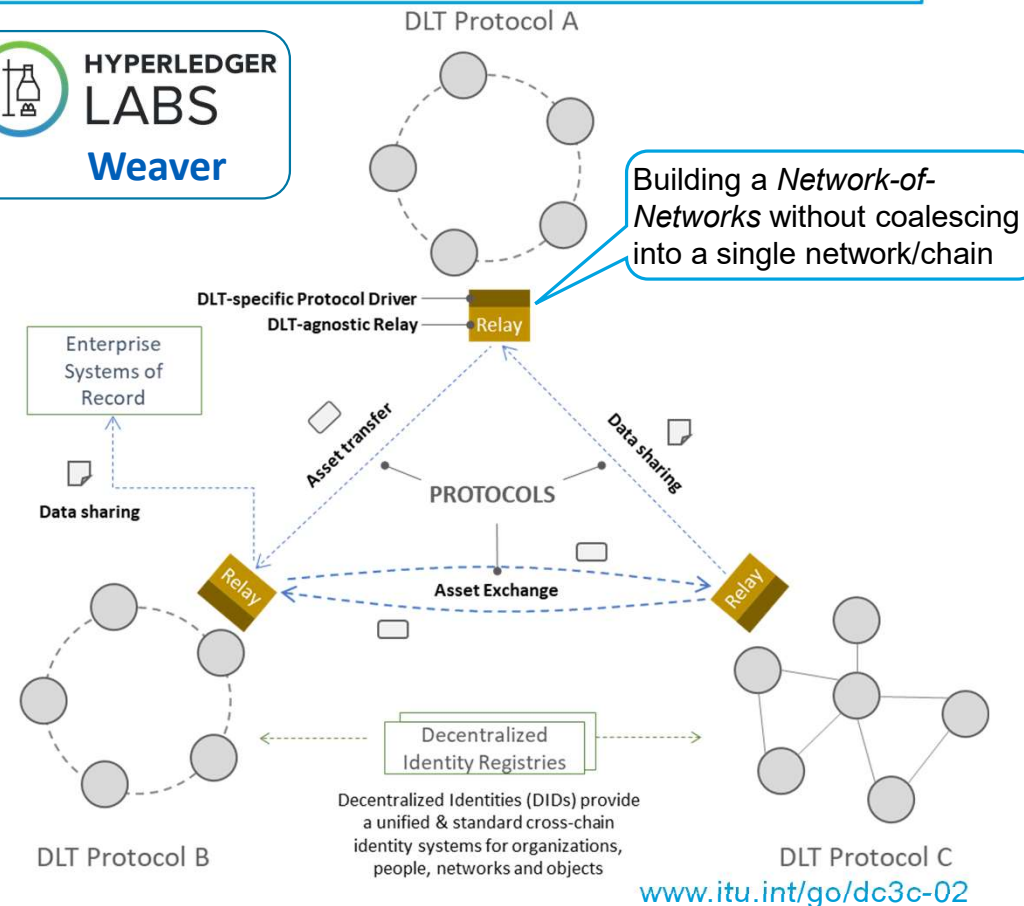 DLT Protocol A
HYPERLEDGER
LABS
Weaver
Building a Network-of-
Networks without coalescing
into a single network/chain
DLT-specific Protocol Driver
DLT-agnostic Relay
Relay
Enterprise
Systems of
Record
Asset transfer
Data sharing
PROTOCOLS
Data sharing
Relay
Asset Exchange
Relay
Decentralized
Identity Registries
Decentralized Identities (DIDs) provide
a unified & standard cross-chain
identity systems for organizations,
people, networks and objects
DLT Protocol B
DLT Protocol C
www.itu.int/go/dc3c-02